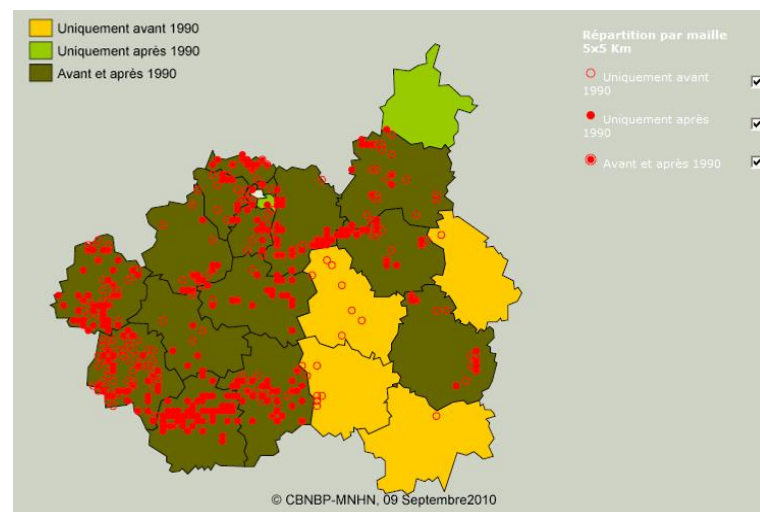 Uniquement avant 1990
Uniquement après 1990
Avant et après 1990
Répartition par maille
5x5 Km
Uniquement avant
1990
Uniquement après
1990
Avant et après 1990
© CBNBP-MNHN, 09 Septembre2010